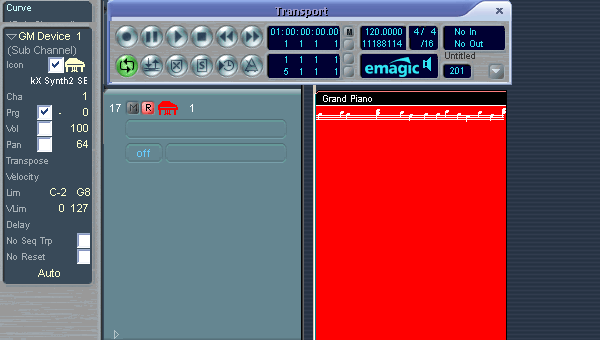 Curve
GM Device 1
(Sub Channel)
Icon
kX Synth2 SE
Cha 1
Prg - 0
Vol 100
Pan 64
Transpose
Velocity
Lim C-2 G8
VLim 0 127
Delay
No Seq Trp
No Reset
Auto
Transport
01:00:00:00.00
1 1 1 1
M
120.0000
11188114
4/ 4
/16
No In
No Out
1 1 1 1
5 1 1 1
emagic
Untitled
201
17 M R 1
off
Grand Piano